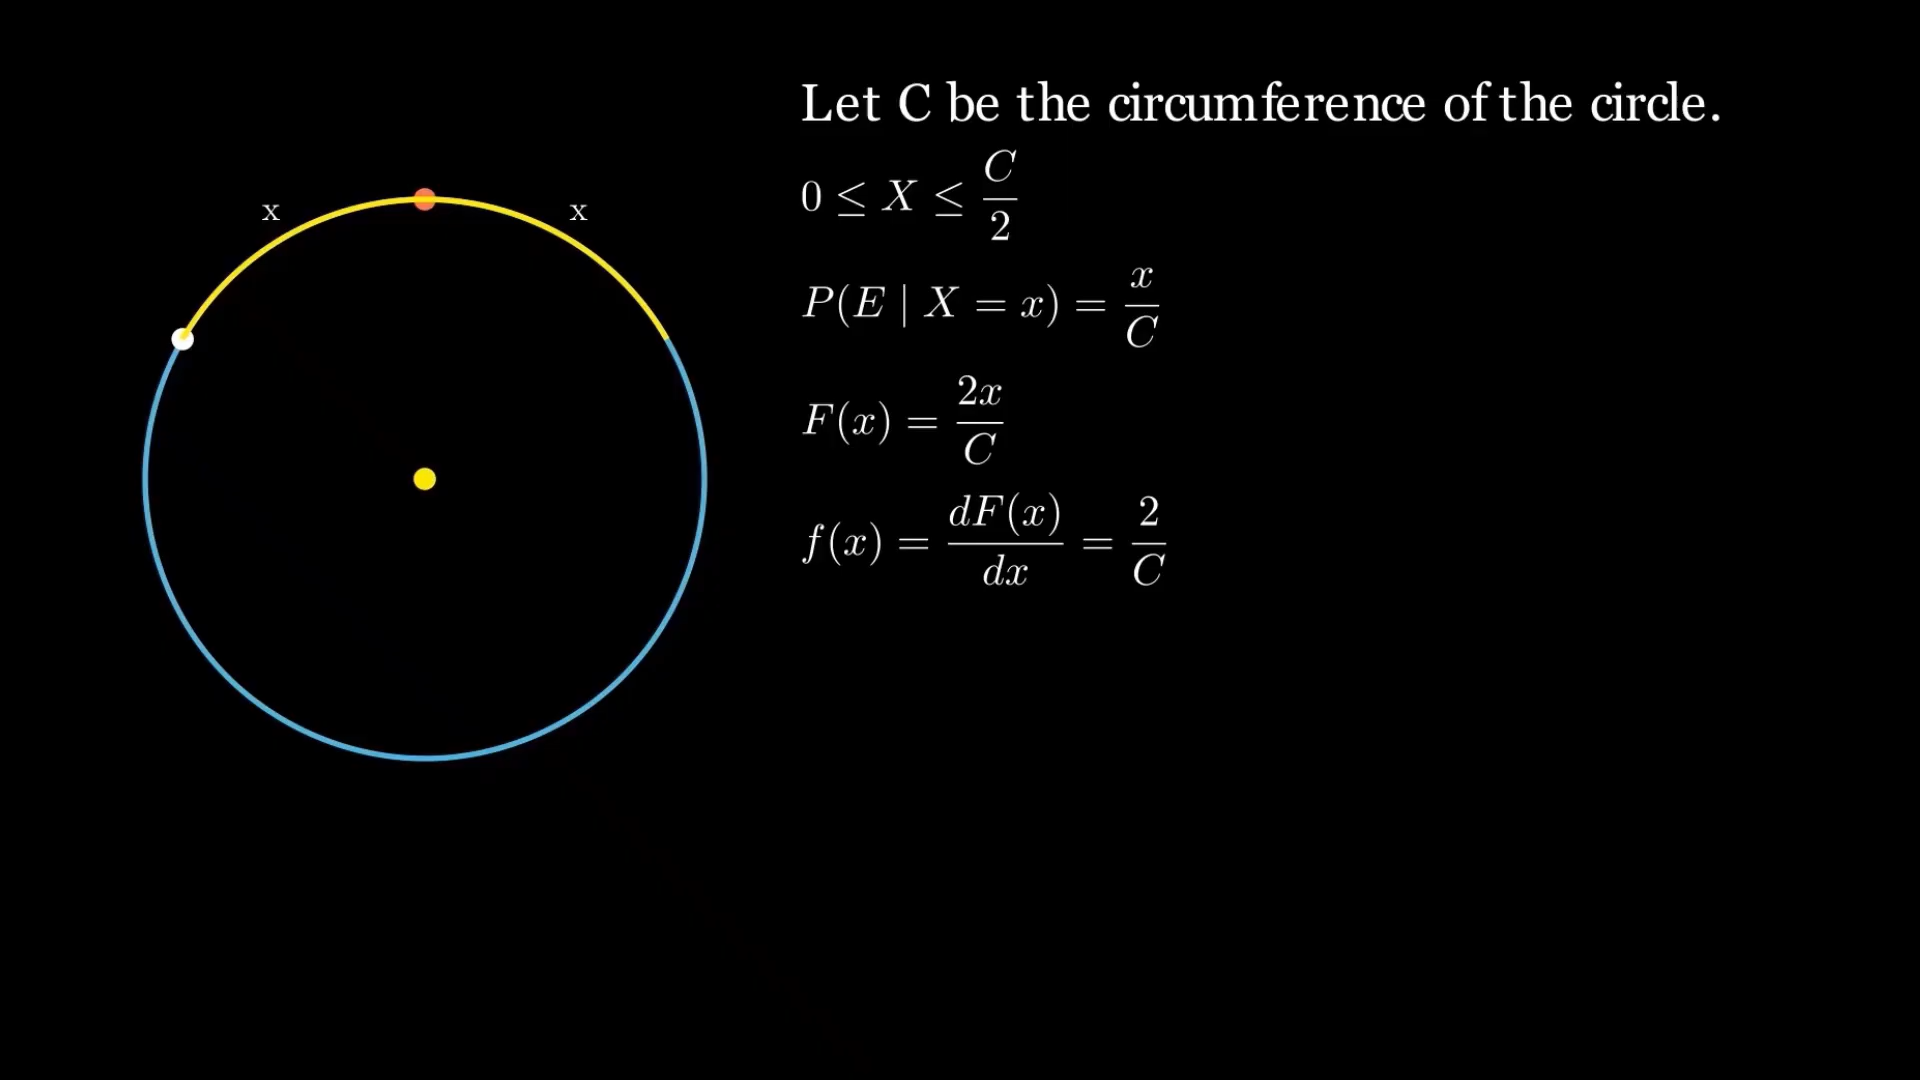 Let C be the circumference of the circle.
x x
0 ≤ X ≤ C/2
P(E | X = x) = x/C
F(x) = 2x/C
f(x) = dF(x)/dx = 2/C